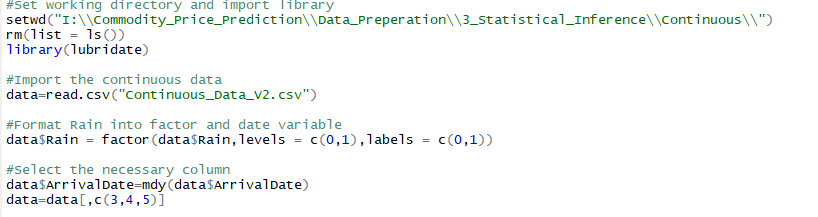 #Set working directory and import library
setwd("I:\\Commodity_Price_Prediction\\Data_Preperation\\3_Statistical_Inference\\Continuous\\")
rm(list = ls())
library(lubridate)
#Import the continuous data
data=read.csv("Continuous_Data_V2.csv")
#Format Rain into factor and date variable
data$Rain = factor(data$Rain,levels = c(0,1),labels = c(0,1))
#Select the necessary column
data$ArrivalDate=mdy(data$ArrivalDate)
data=data[,c(3,4,5)]